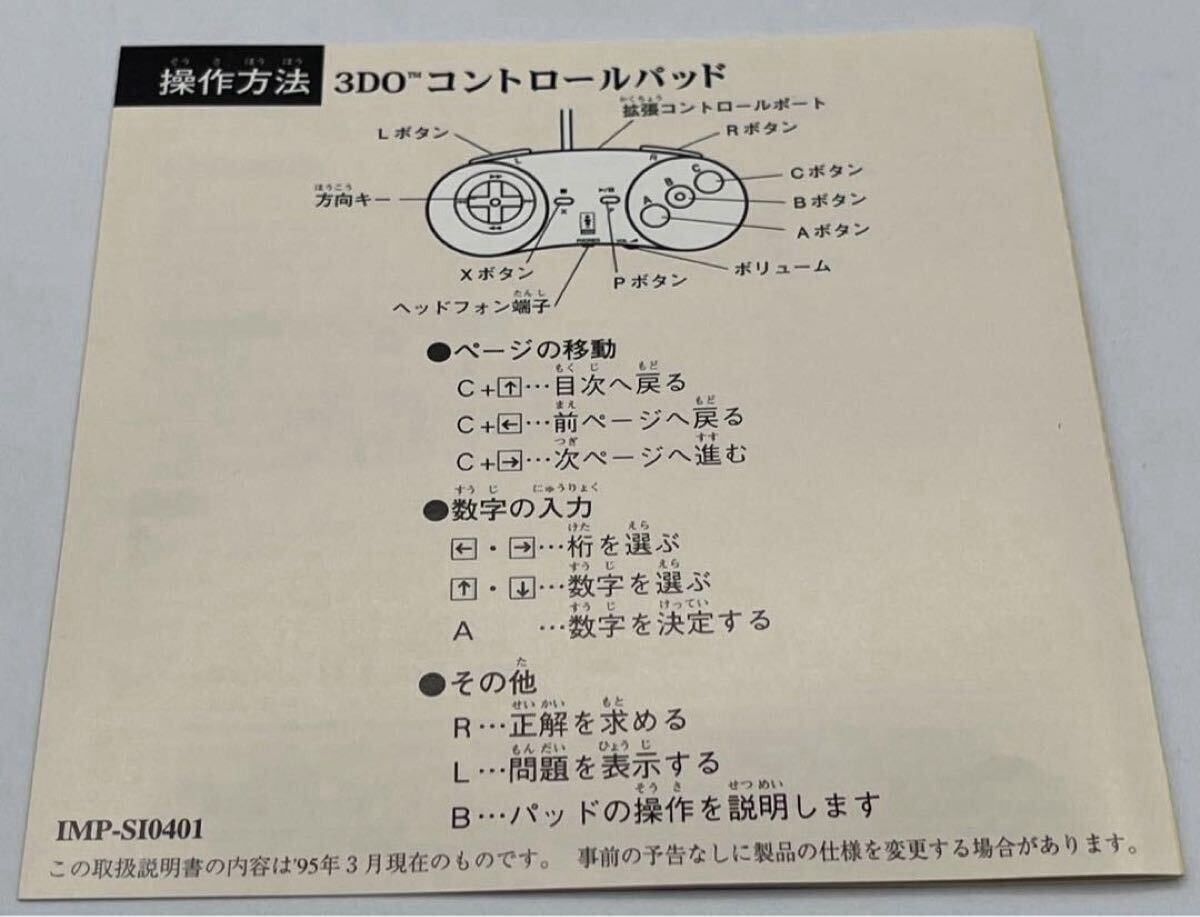 操作方法 3DO™コントロールパッド
拡張コントロールポート
Lボタン
Rボタン
Cボタン
方向キー
Bボタン
Aボタン
Xボタン
Pボタン
ボリューム
ヘッドフォン端子
L
R
C
B
A
X
PHONES
VOL
●ページの移動
C+↑…目次へ戻る
C+←…前ページへ戻る
C+→…次ページへ進む
●数字の入力
←・→…桁を選ぶ
↑・↓…数字を選ぶ
A …数字を決定する
●その他
R…正解を求める
L…問題を表示する
B…パッドの操作を説明します
IMP-SI0401
この取扱説明書の内容は'95年3月現在のものです。 事前の予告なしに製品の仕様を変更する場合があります。